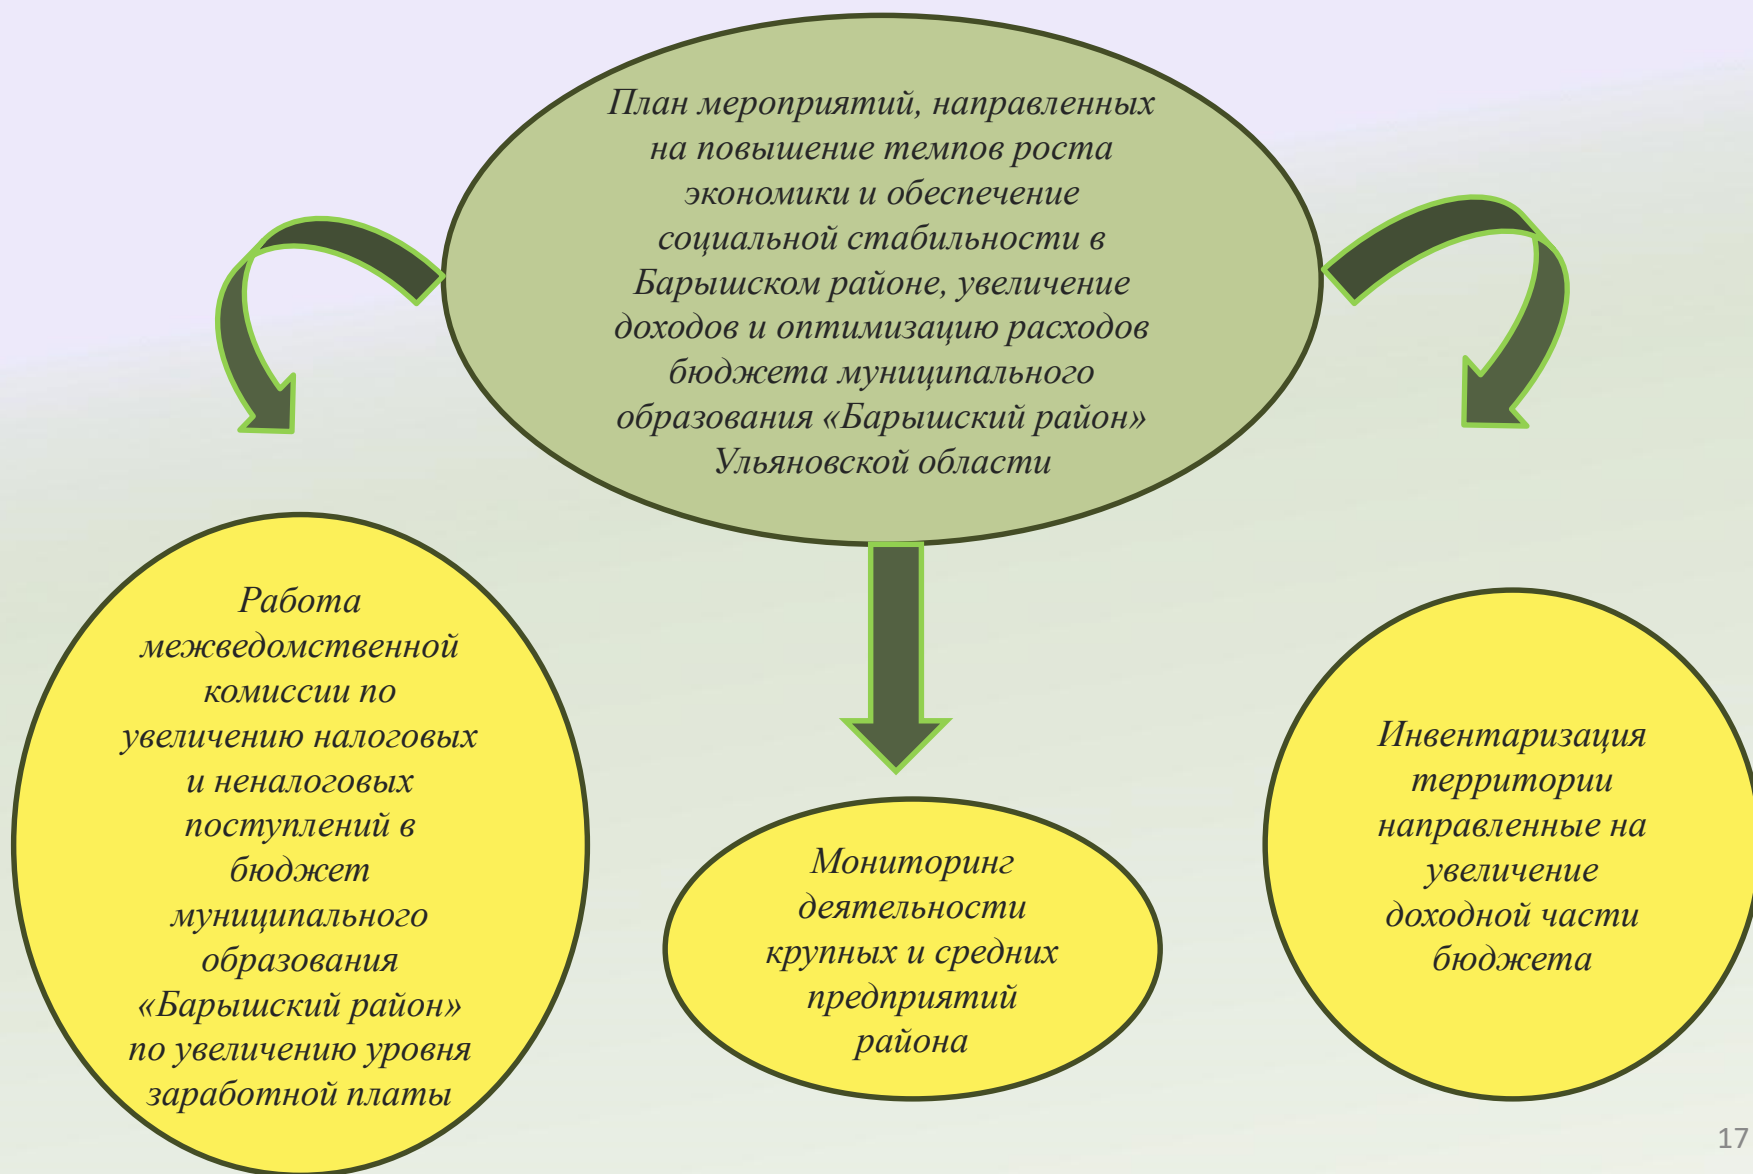 План мероприятий, направленных
на повышение темпов роста
экономики и обеспечение
социальной стабильности в
Барышском районе, увеличение
доходов и оптимизацию расходов
бюджета муниципального
образования «Барышский район»
Ульяновской области
Работа
межведомственной
комиссии по
увеличению налоговых
и неналоговых
поступлений в
бюджет
муниципального
образования
«Барышский район»
по увеличению уровня
заработной платы
Мониторинг
деятельности
крупных и средних
предприятий
района
Инвентаризация
территории
направленные на
увеличение
доходной части
бюджета
17